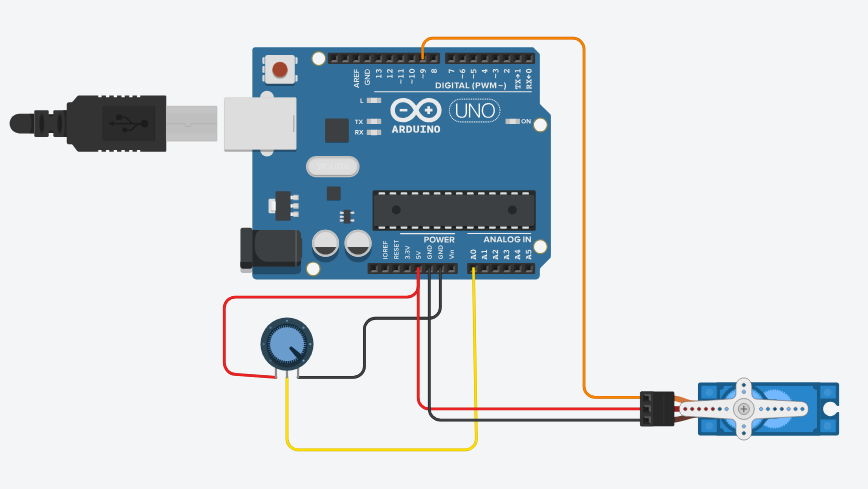 AREF
GND
13
12
~11
~10
~9
8
7
~6
~5
4
~3
2
TX→1
RX←0
DIGITAL (PWM~)
L
TX
RX
ARDUINO
UNO
ON
POWER
ANALOG IN
IOREF
RESET
3.3V
5V
GND
GND
Vin
A0
A1
A2
A3
A4
A5